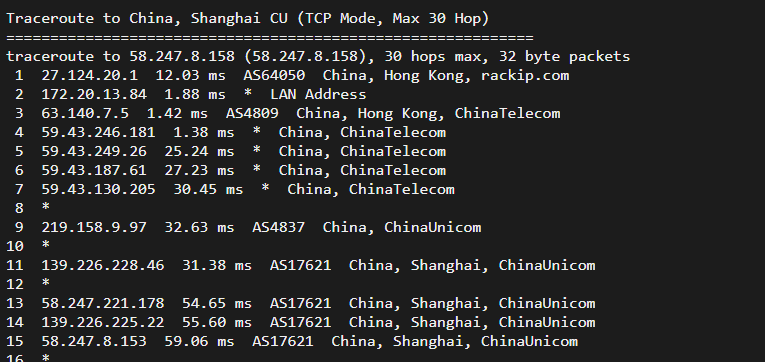 Traceroute to China, Shanghai CU (TCP Mode, Max 30 Hop)
============================================================
traceroute to 58.247.8.158 (58.247.8.158), 30 hops max, 32 byte packets
 1  27.124.20.1  12.03 ms  AS64050  China, Hong Kong, rackip.com
 2  172.20.13.84  1.88 ms  *  LAN Address
 3  63.140.7.5  1.42 ms  AS4809  China, Hong Kong, ChinaTelecom
 4  59.43.246.181  1.38 ms  *  China, ChinaTelecom
 5  59.43.249.26  25.24 ms  *  China, ChinaTelecom
 6  59.43.187.61  27.23 ms  *  China, ChinaTelecom
 7  59.43.130.205  30.45 ms  *  China, ChinaTelecom
 8  *
 9  219.158.9.97  32.63 ms  AS4837  China, ChinaUnicom
10  *
11  139.226.228.46  31.38 ms  AS17621  China, Shanghai, ChinaUnicom
12  *
13  58.247.221.178  54.65 ms  AS17621  China, Shanghai, ChinaUnicom
14  139.226.225.22  55.60 ms  AS17621  China, Shanghai, ChinaUnicom
15  58.247.8.153  59.06 ms  AS17621  China, Shanghai, ChinaUnicom
16  *